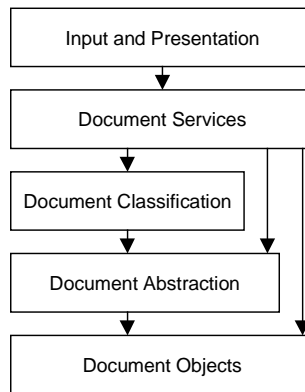 Input and Presentation
Document Services
Document Classification
Document Abstraction
Document Objects